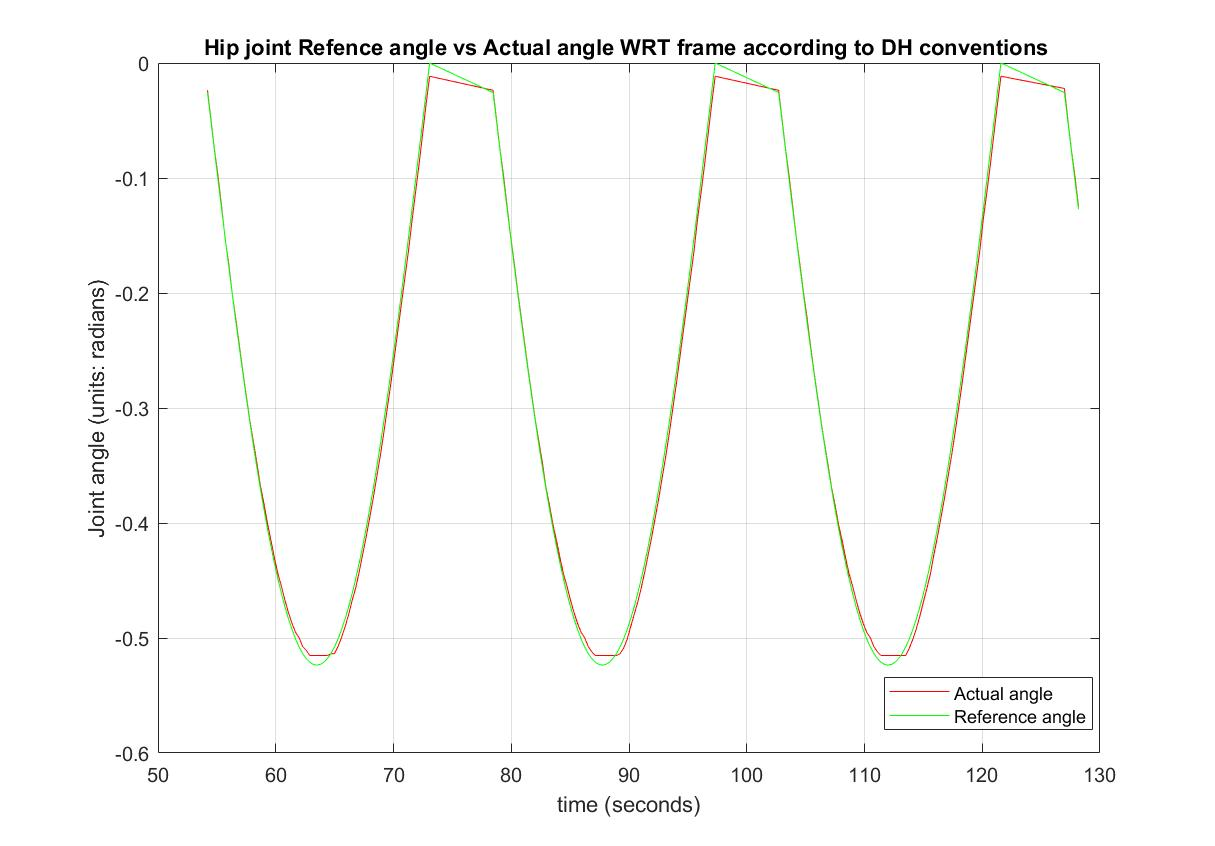 Hip joint Refence angle vs Actual angle WRT frame according to DH conventions
0
-0.1
-0.2
-0.3
-0.4
-0.5
-0.6
Joint angle (units: radians)
Actual angle
Reference angle
50 60 70 80 90 100 110 120 130
time (seconds)